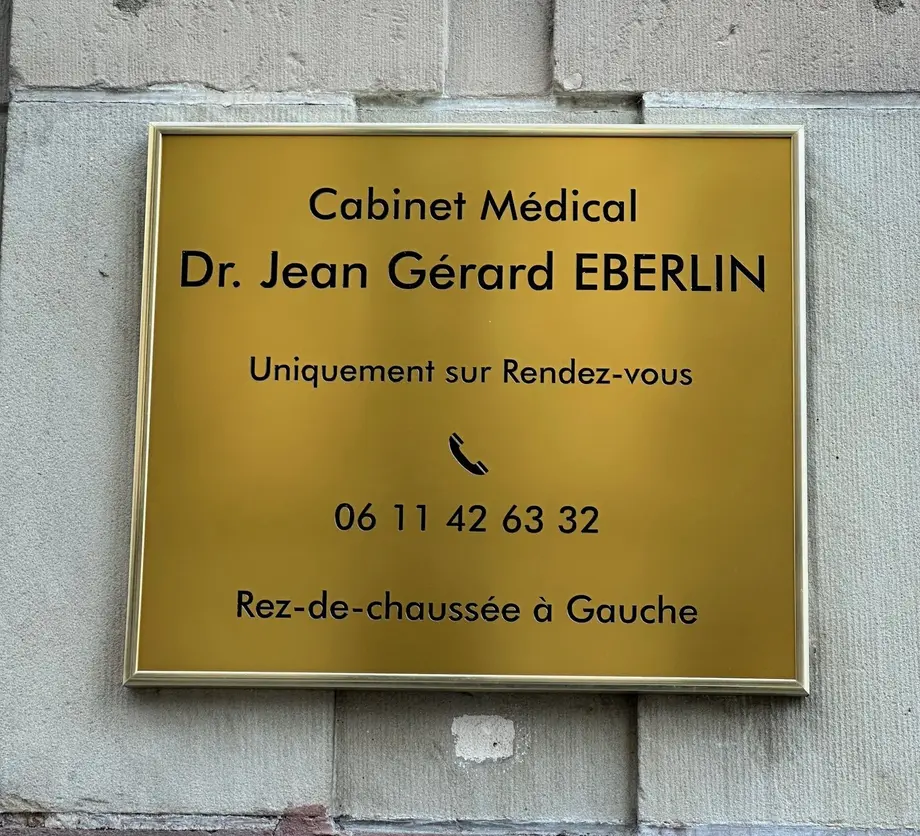 Cabinet Médical
Dr. Jean Gérard EBERLIN
Uniquement sur Rendez-vous
06 11 42 63 32
Rez-de-chaussée à Gauche